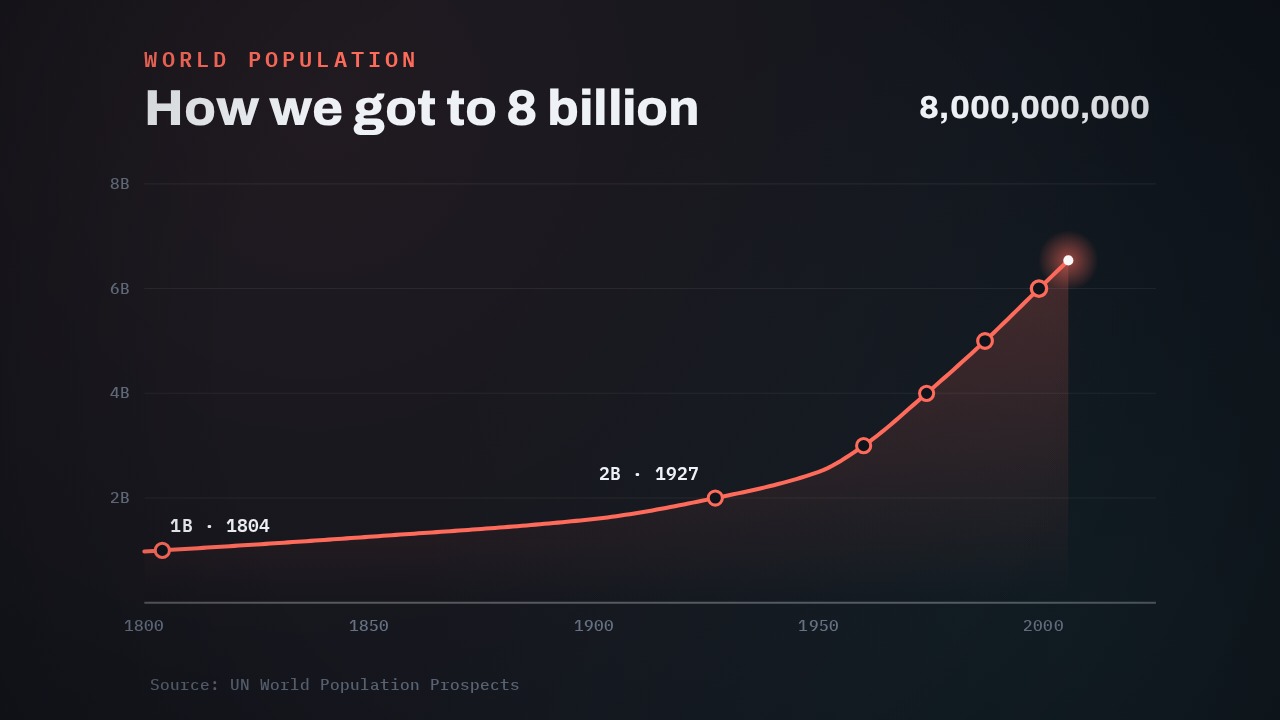 WORLD POPULATION
How we got to 8 billion
8,000,000,000
8B
6B
4B
2B
2B · 1927
1B · 1804
1800 1850 1900 1950 2000
Source: UN World Population Prospects